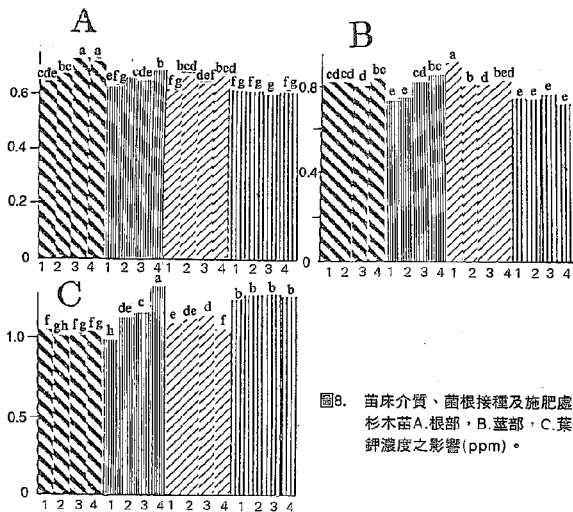 A
a a
cde bc efg cde b bcd def bcd
fg fg fg g fg
0.6
0.4
0.2
0
1 2 3 4 1 2 3 4 1 2 3 4 1 2 3 4
B
a
cd cd d bc cd bc b d bcd
e e e e e e
0.8
0.4
0
1 2 3 4 1 2 3 4 1 2 3 4 1 2 3 4
C
a
f gh fg fg h de c e de d f b b b b
1.0
0.5
0
1 2 3 4 1 2 3 4 1 2 3 4 1 2 3 4
圖8. 苗床介質、菌根接種及施肥處
杉木苗A.根部，B.莖部，C.葉
鉀濃度之影響(ppm)。